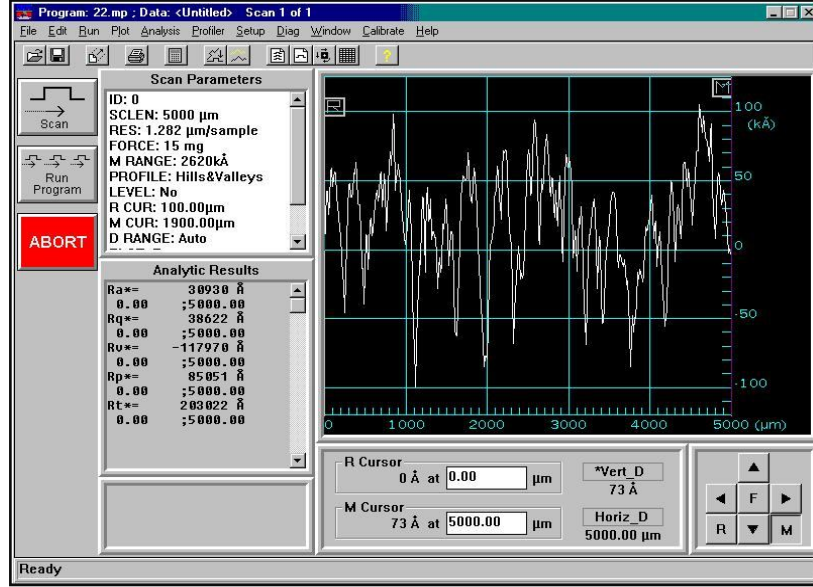 Program: 22.mp ; Data: <Untitled>   Scan 1 of 1
File Edit Run Plot Analysis Profiler Setup Diag Window Calibrate Help
Scan
Run
Program
ABORT
Scan Parameters
ID: 0
SCLEN: 5000 µm
RES: 1.282 µm/sample
FORCE: 15 mg
M RANGE: 2620kÅ
PROFILE: Hills&Valleys
LEVEL: No
R CUR: 100.00µm
M CUR: 1900.00µm
D RANGE: Auto
Analytic Results
Ra*= 30930 Å
0.00 ;5000.00
Rq*= 38622 Å
0.00 ;5000.00
Rv*= -117970 Å
0.00 ;5000.00
Rp*= 85051 Å
0.00 ;5000.00
Rt*= 203022 Å
0.00 ;5000.00
R
M
100
(kÅ)
50
0
-50
-100
0 1000 2000 3000 4000 5000 (µm)
R Cursor
0 Å at 0.00 µm
*Vert_D
73 Å
M Cursor
73 Å at 5000.00 µm
Horiz_D
5000.00 µm
F
R
M
Ready